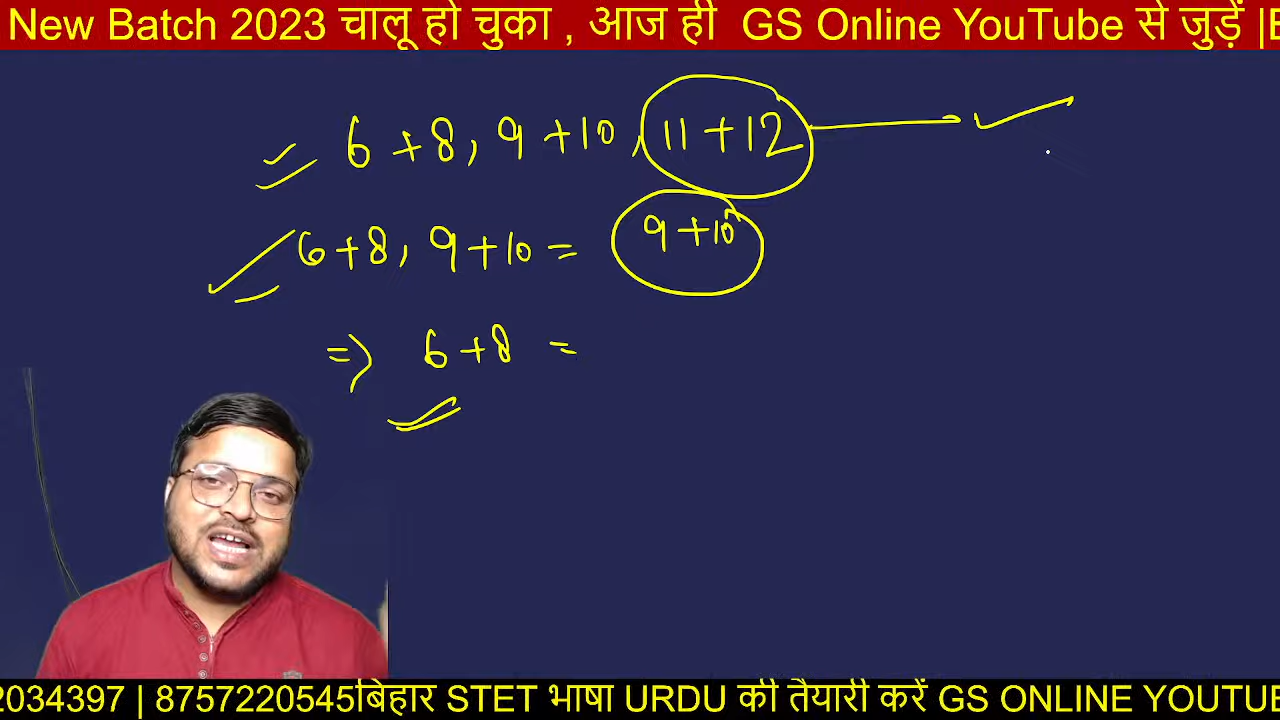 New Batch 2023 चालू हो चुका , आज ही GS Online YouTube से जुड़ें |
6 + 8, 9 + 10, 11 + 12
6 + 8, 9 + 10 = 9 + 10
=> 6 + 8 =
2034397 | 8757220545बिहार STET भाषा URDU की तैयारी करें GS ONLINE YOUTU